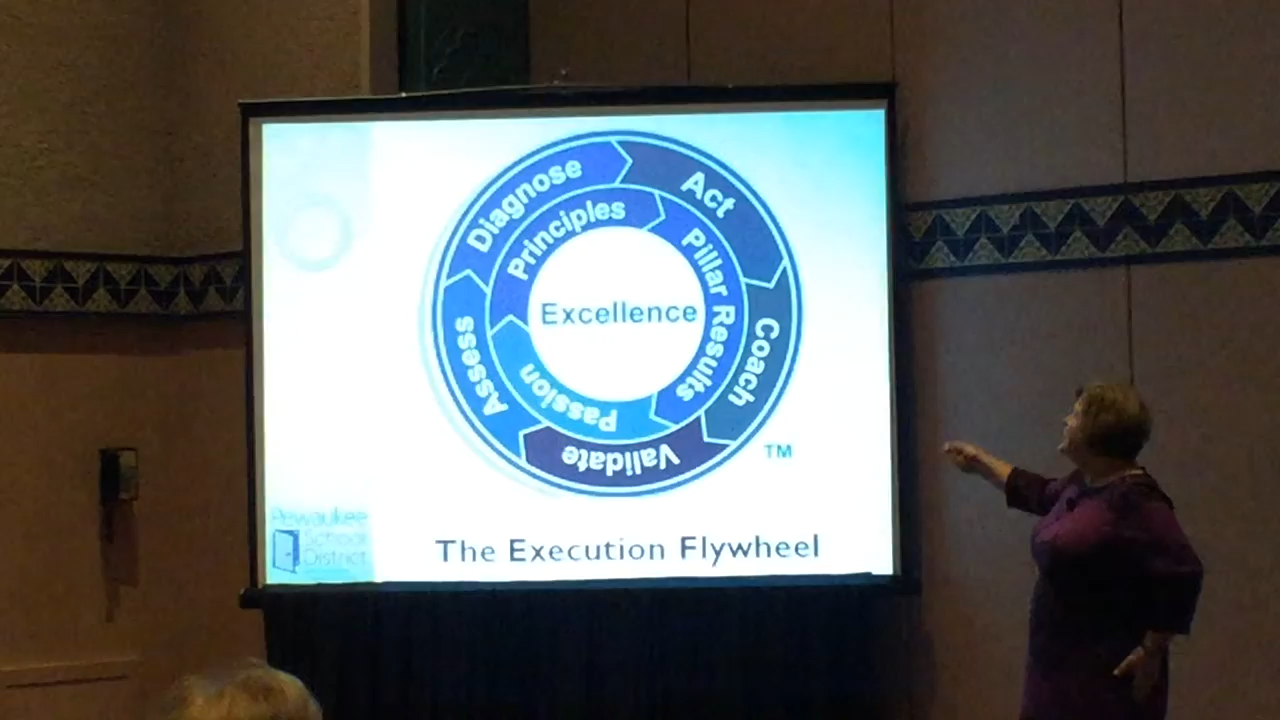 Diagnose
Act
Coach
Validate
Assess
Principles
Pillar Results
Passion
Excellence
TM
Pewaukee
School
District
The Execution Flywheel